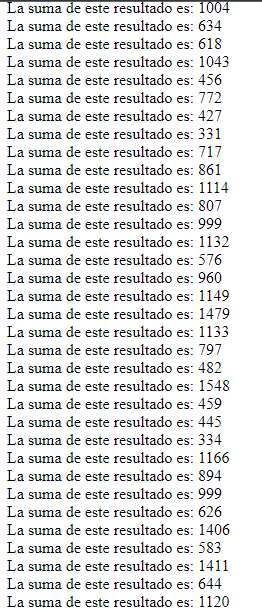 La suma de este resultado es: 1004
La suma de este resultado es: 634
La suma de este resultado es: 618
La suma de este resultado es: 1043
La suma de este resultado es: 456
La suma de este resultado es: 772
La suma de este resultado es: 427
La suma de este resultado es: 331
La suma de este resultado es: 717
La suma de este resultado es: 861
La suma de este resultado es: 1114
La suma de este resultado es: 807
La suma de este resultado es: 999
La suma de este resultado es: 1132
La suma de este resultado es: 576
La suma de este resultado es: 960
La suma de este resultado es: 1149
La suma de este resultado es: 1479
La suma de este resultado es: 1133
La suma de este resultado es: 797
La suma de este resultado es: 482
La suma de este resultado es: 1548
La suma de este resultado es: 459
La suma de este resultado es: 445
La suma de este resultado es: 334
La suma de este resultado es: 1166
La suma de este resultado es: 894
La suma de este resultado es: 999
La suma de este resultado es: 626
La suma de este resultado es: 1406
La suma de este resultado es: 583
La suma de este resultado es: 1411
La suma de este resultado es: 644
La suma de este resultado es: 1120